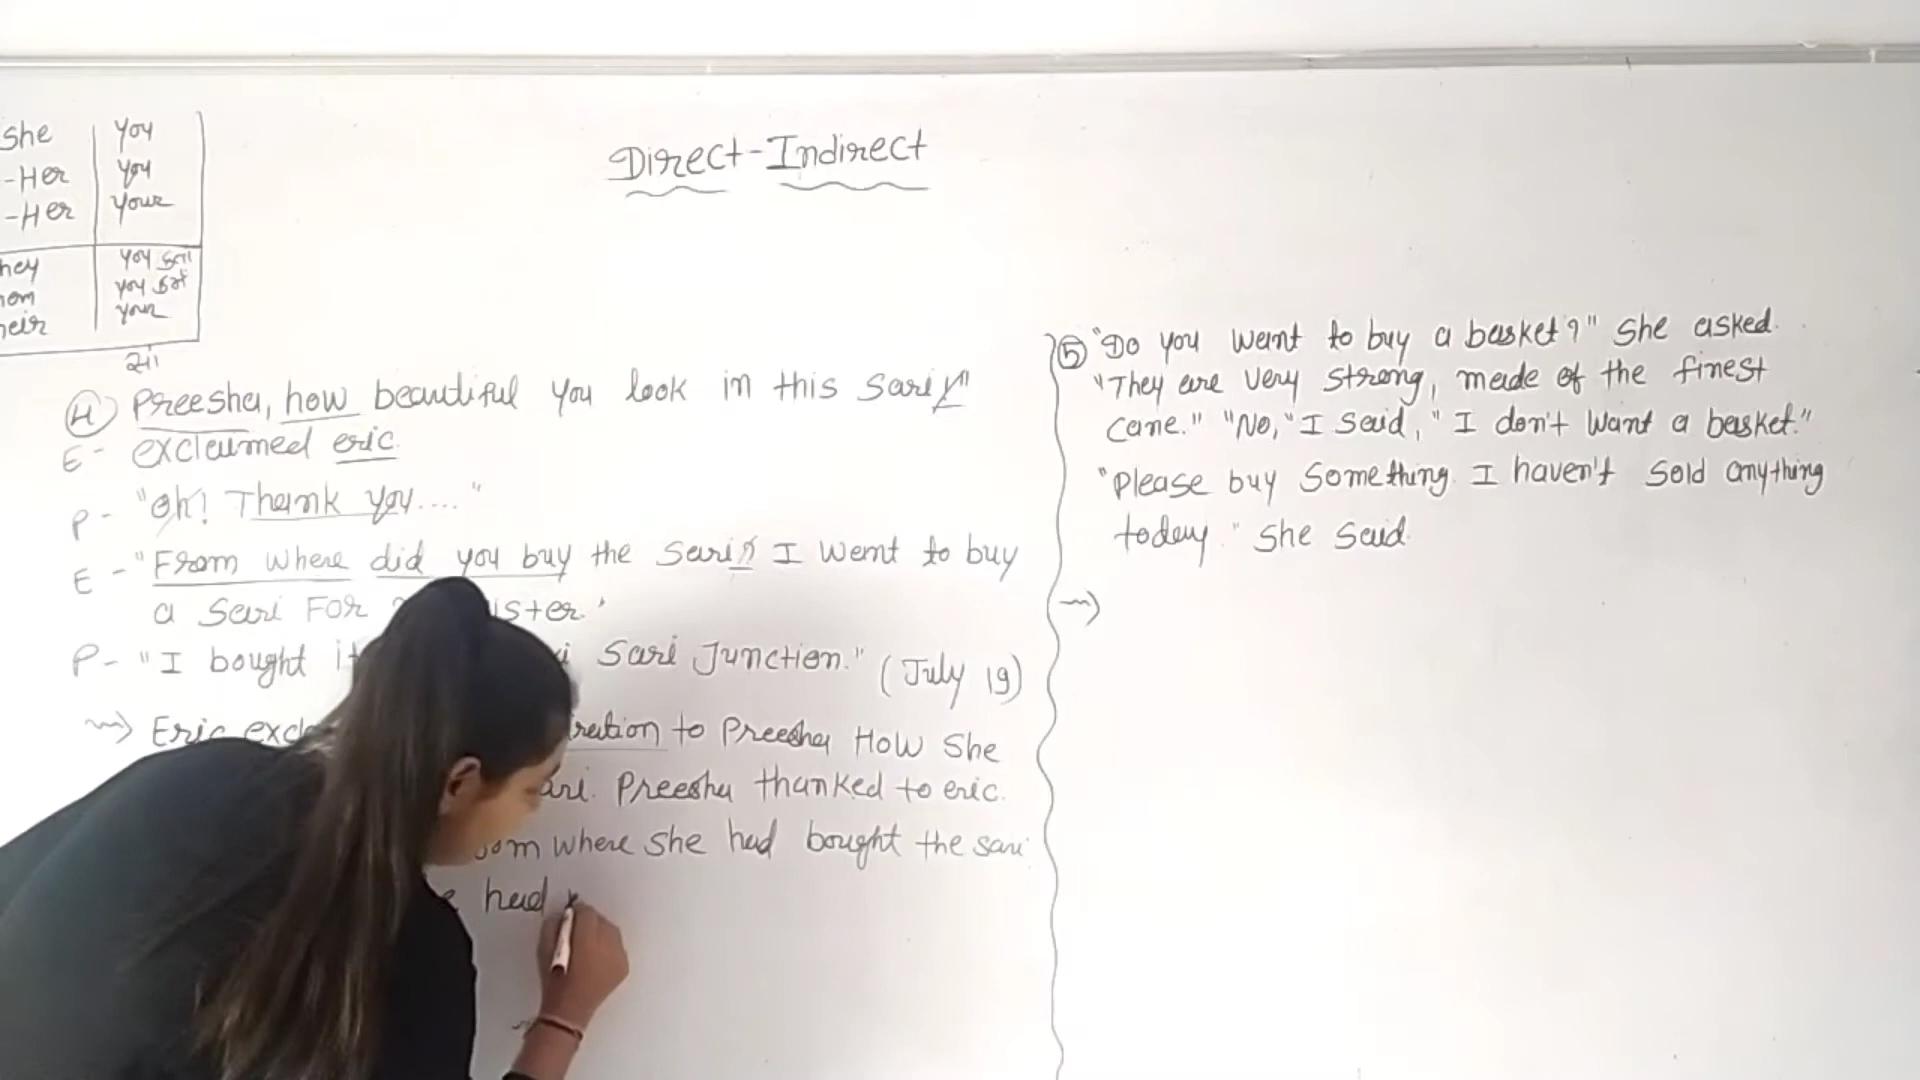 She | you
-Her | you
-Her | your
hey | you
you
eir | your
Direct-Indirect
④ Preesha, how beautiful you look in this sari!"
E- exclaimed eric.
P- "Oh! Thank you...."
E- "From where did you buy the sari? I want to buy
a sari For
P- "I bought it Sari Junction." (July 19)
Eric to Preesha How she
Preesha thanked to eric.
where she had bought the sari
had
⑤ "Do you want to buy a basket?" She asked.
"They are very strong, made of the finest
cane." "No," I said, "I don't want a basket."
"Please buy something. I haven't sold anything
today." she said.